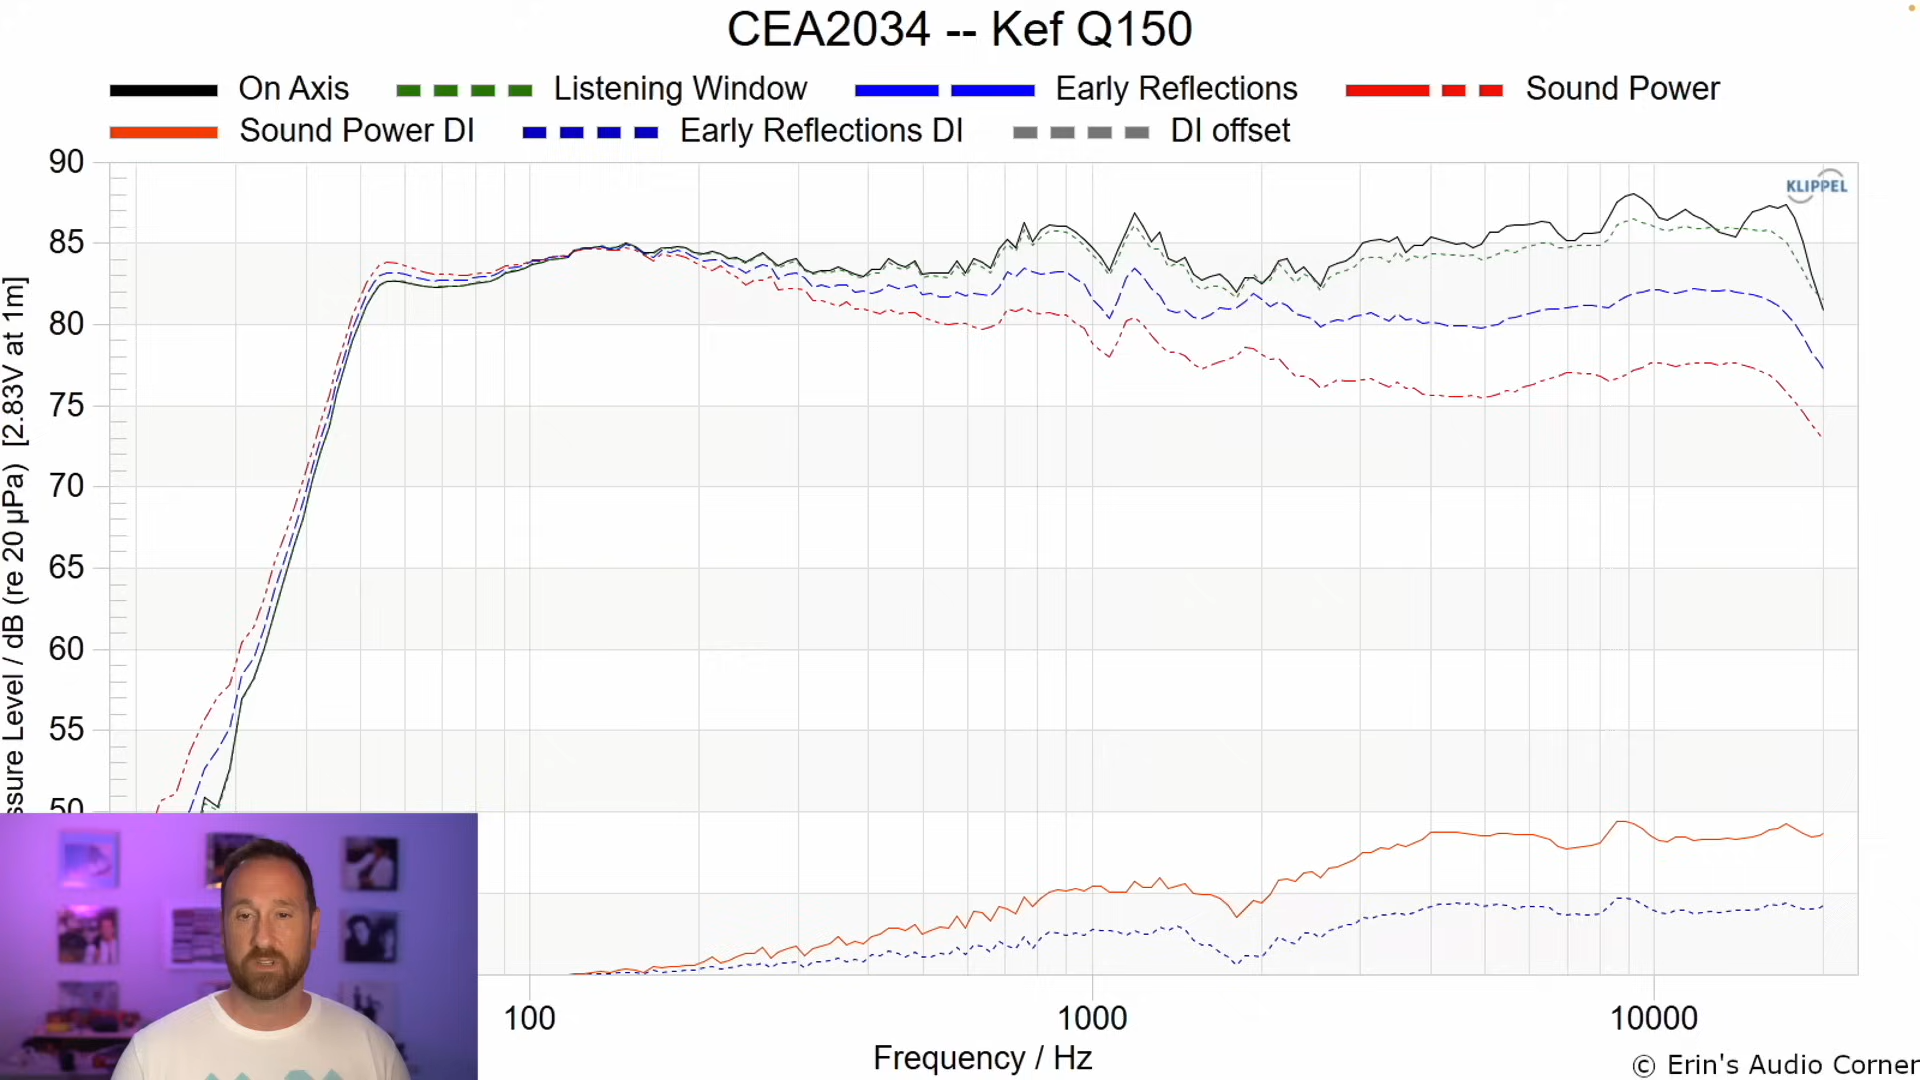 CEA2034 -- Kef Q150
On Axis Listening Window Early Reflections Sound Power
Sound Power DI Early Reflections DI DI offset
90
KLIPPEL
85
80
75
70
65
60
55
50
ssure Level / dB (re 20 µPa) [2.83V at 1m]
100 1000 10000
Frequency / Hz
© Erin's Audio Corner